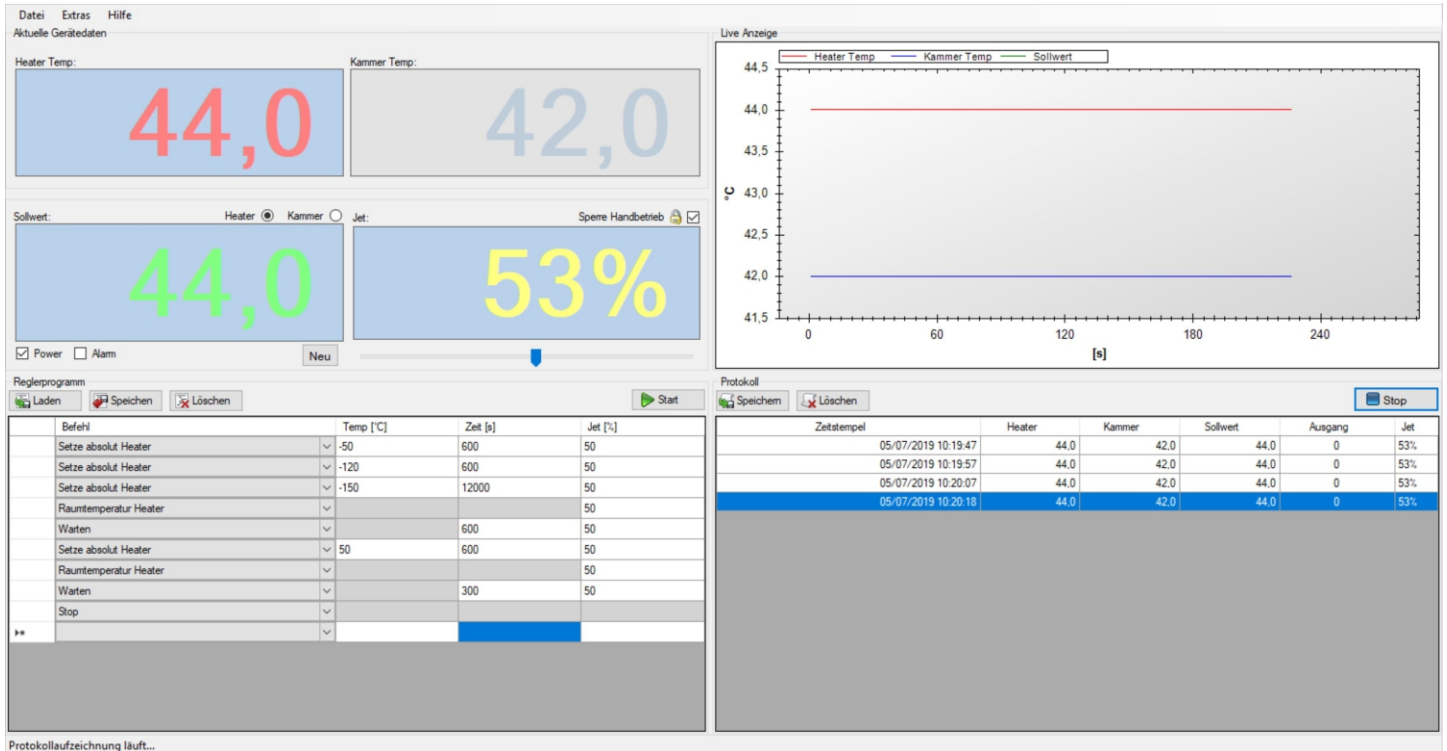 Datei Extras Hilfe
Aktuelle Gerätedaten
Heater Temp:
44,0
Kammer Temp:
42,0
Sollwert: Heater Kammer
44,0
Jet: Sperre Handbetrieb
53%
Power Alarm Neu
Live Anzeige
Heater Temp Kammer Temp Sollwert
44,5
44,0
43,5
43,0
42,5
42,0
41,5
°C
0 60 120 180 240
[s]
Reglerprogramm
Laden Speichen Löschen Start
Befehl Temp [°C] Zeit [s] Jet [%]
Setze absolut Heater -50 600 50
Setze absolut Heater -120 600 50
Setze absolut Heater -150 12000 50
Raumtemperatur Heater 50
Warten 600 50
Setze absolut Heater 50 600 50
Raumtemperatur Heater 50
Warten 300 50
Stop
Protokoll
Speichern Löschen Stop
Zeitstempel Heater Kammer Sollwert Ausgang Jet
05/07/2019 10:19:47 44,0 42,0 44,0 0 53%
05/07/2019 10:19:57 44,0 42,0 44,0 0 53%
05/07/2019 10:20:07 44,0 42,0 44,0 0 53%
05/07/2019 10:20:18 44,0 42,0 44,0 0 53%
Protokollaufzeichnung läuft...